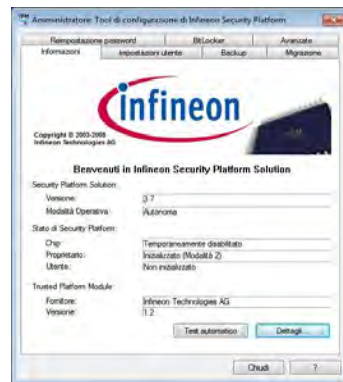 Amministratore: Tool di configurazione di Infineon Security Platform
Reimpostazione password BitLocker Avanzate
Informazioni Impostazioni utente Backup Migrazione
infineon
Copyright © 2003-2008
Infineon Technologies AG
Benvenuti in Infineon Security Platform Solution
Security Platform Solution:
Versione: 3.7
Modalità Operativa Autonoma
Stato di Security Platform:
Chip: Temporaneamente disabilitato
Proprietario: Inizializzato (Modalità 2)
Utente: Non inizializzato
Trusted Platform Module:
Fornitore: Infineon Technologies AG
Versione: 1.2
Test automatico Dettagli...
Chiudi ?